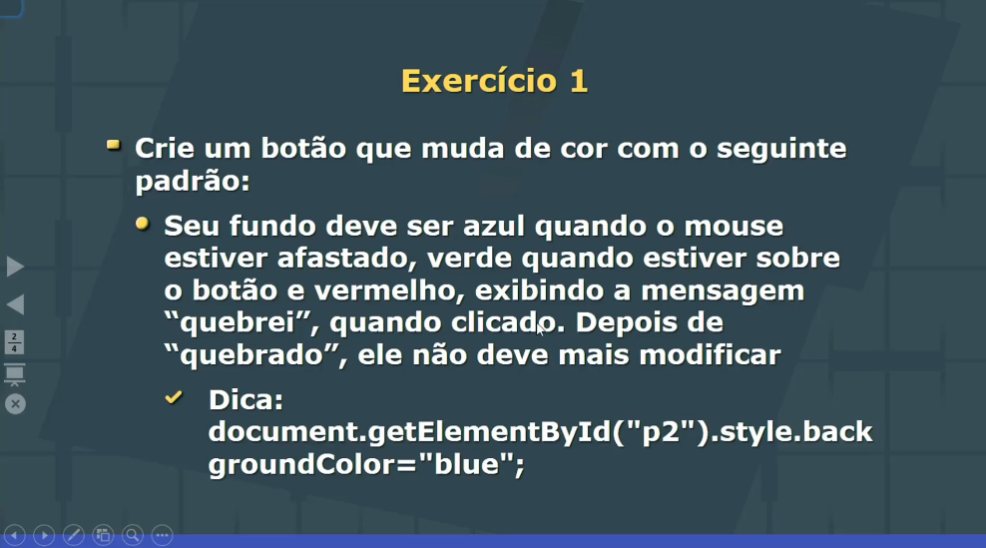 Exercício 1
Crie um botão que muda de cor com o seguinte
padrão:
Seu fundo deve ser azul quando o mouse
estiver afastado, verde quando estiver sobre
o botão e vermelho, exibindo a mensagem
“quebrei”, quando clicado. Depois de
“quebrado”, ele não deve mais modificar
Dica:
document.getElementById("p2").style.back
groundColor="blue";
2
4